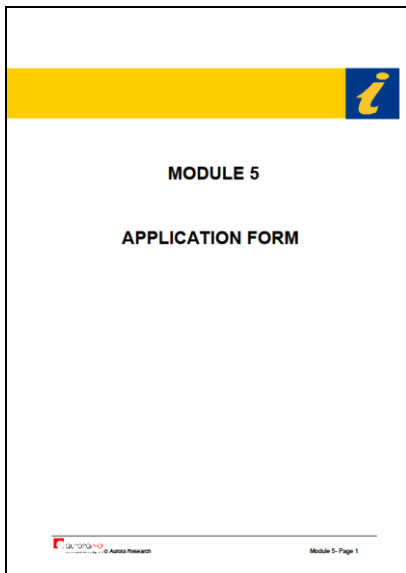 i
MODULE 5
APPLICATION FORM
© Aurora Research
Module 5- Page 1